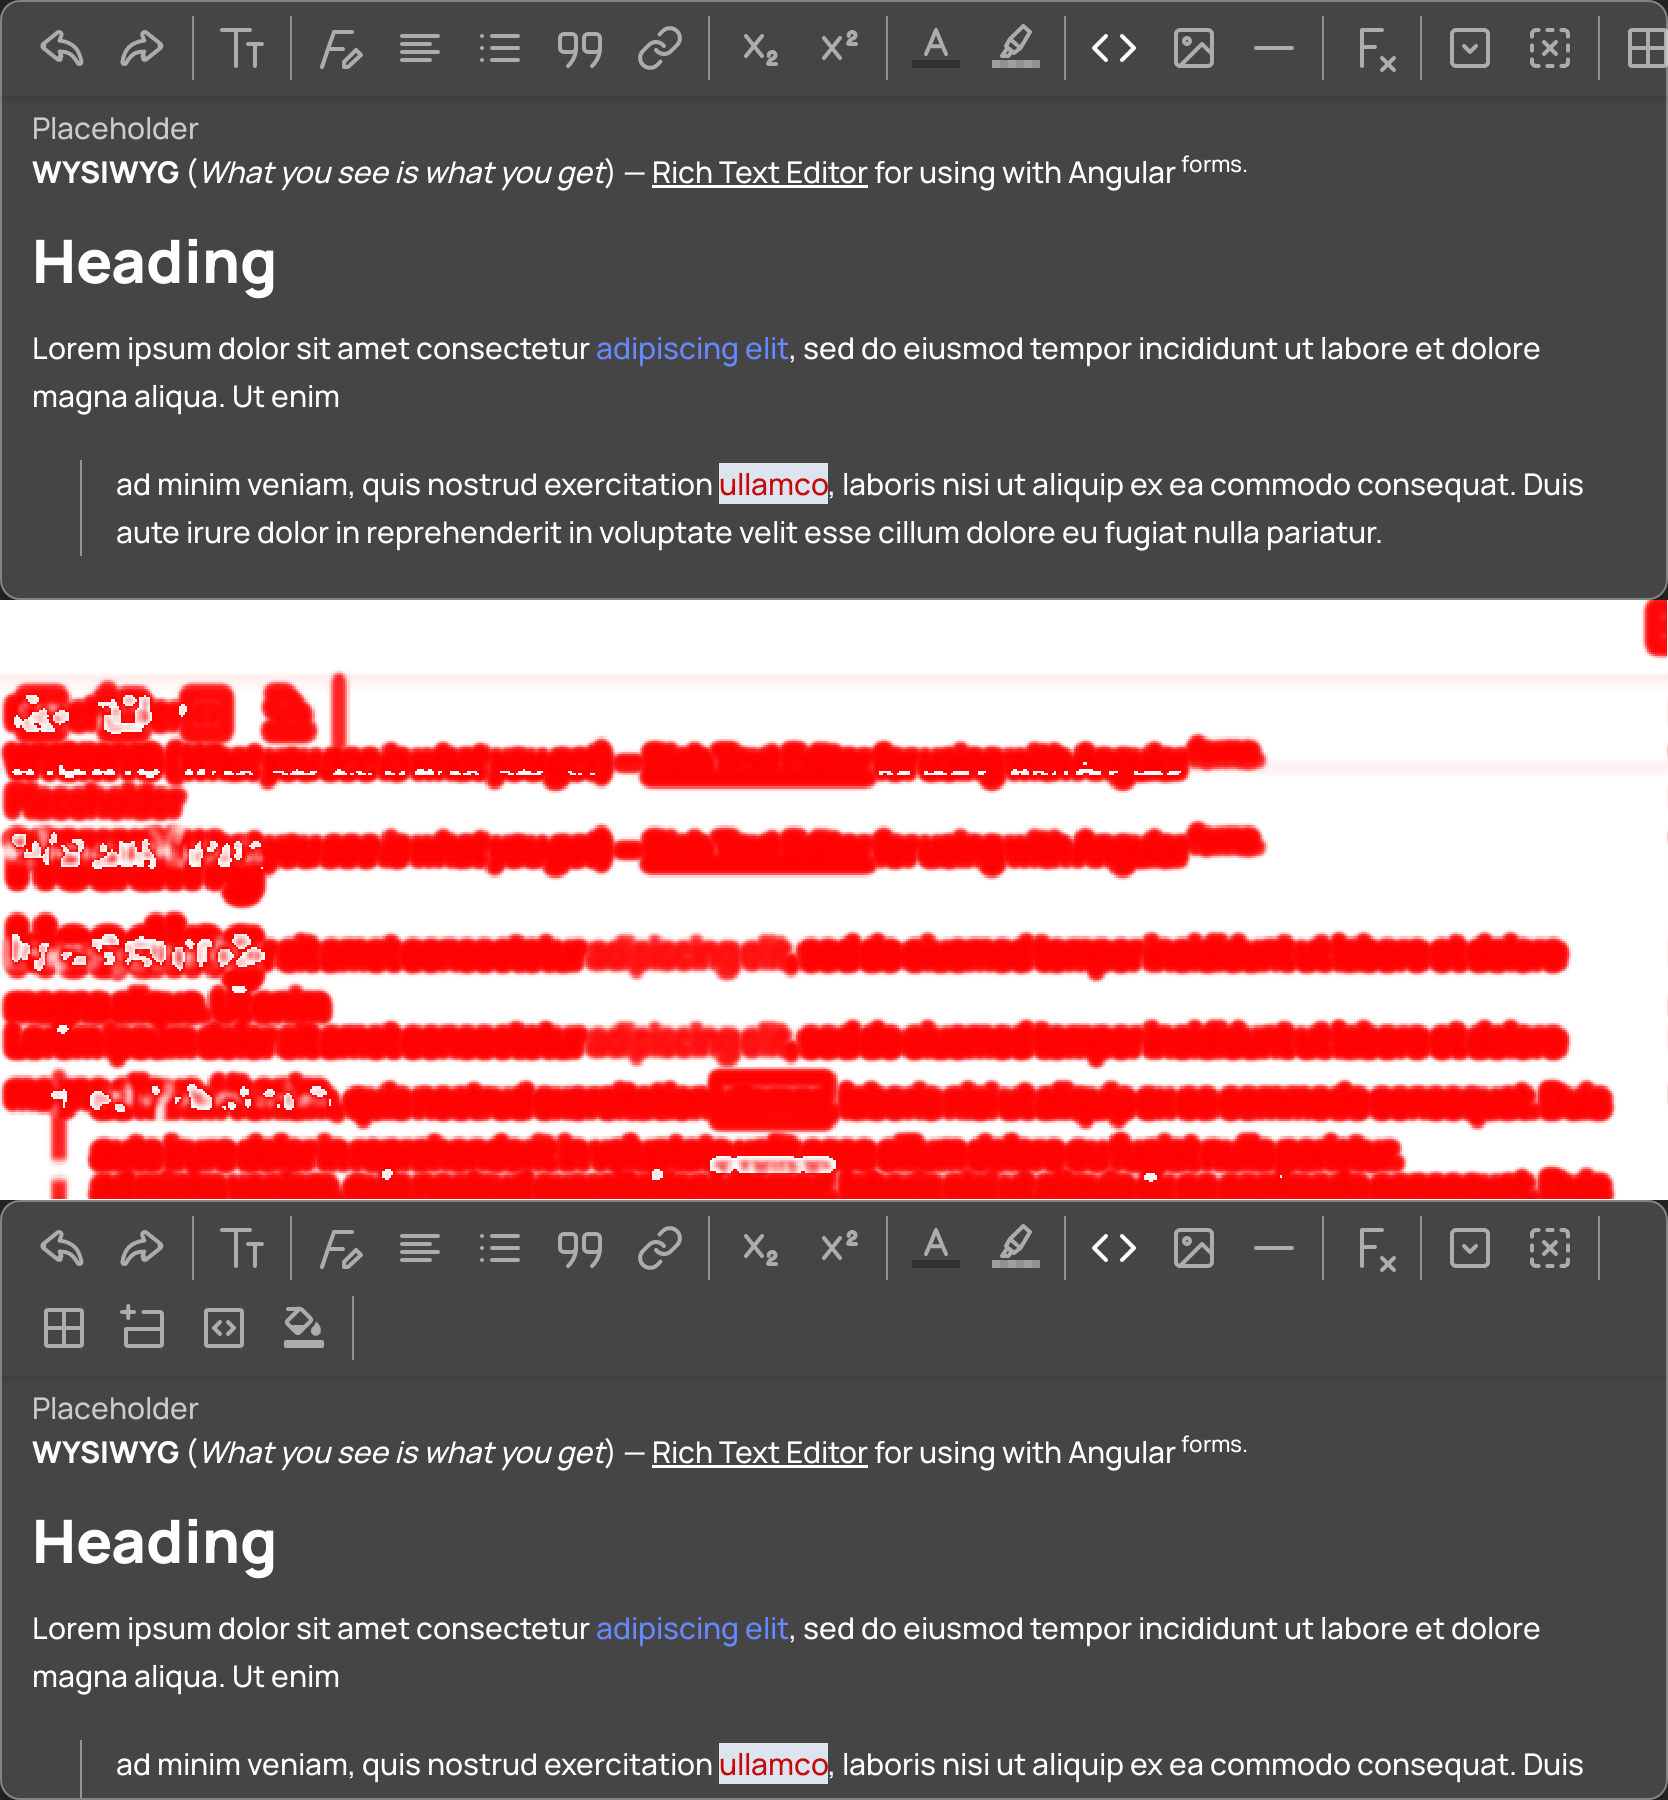 Placeholder
WYSIWYG (What you see is what you get) — Rich Text Editor for using with Angular forms.
Heading
Lorem ipsum dolor sit amet consectetur adipiscing elit, sed do eiusmod tempor incididunt ut labore et dolore
magna aliqua. Ut enim
ad minim veniam, quis nostrud exercitation ullamco, laboris nisi ut aliquip ex ea commodo consequat. Duis
aute irure dolor in reprehenderit in voluptate velit esse cillum dolore eu fugiat nulla pariatur.
adipiscing elit
adipiscing elit
Placeholder
WYSIWYG (What you see is what you get) — Rich Text Editor for using with Angular forms.
Heading
Lorem ipsum dolor sit amet consectetur adipiscing elit, sed do eiusmod tempor incididunt ut labore et dolore
magna aliqua. Ut enim
ad minim veniam, quis nostrud exercitation ullamco, laboris nisi ut aliquip ex ea commodo consequat. Duis